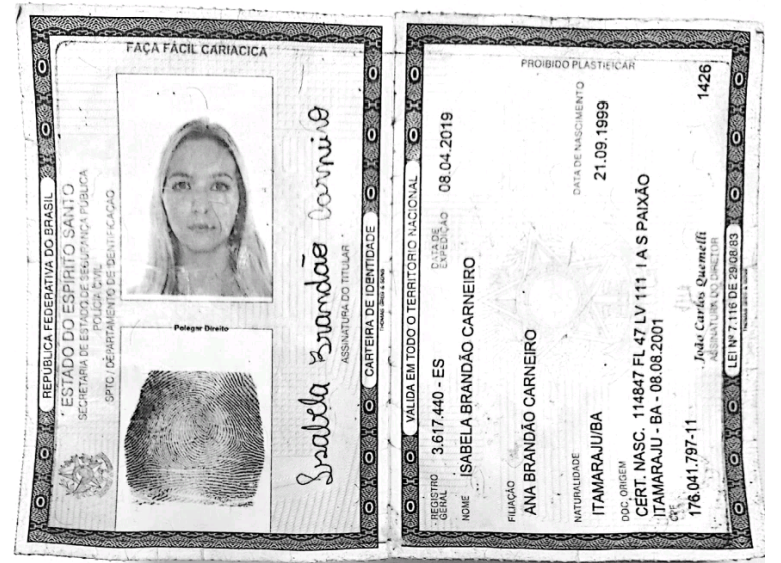 FAÇA FÁCIL CARIACICA
REPUBLICA FEDERATIVA DO BRASIL
ESTADO DO ESPIRITO SANTO
SECRETARIA DE ESTADO DE SEGURANÇA PÚBLICA
POLÍCIA CIVIL
SPTC / DEPARTAMENTO DE IDENTIFICAÇÃO
Polegar Direito
Isabela Brandão Carneiro
ASSINATURA DO TITULAR
CARTEIRA DE IDENTIDADE
VÁLIDA EM TODO O TERRITÓRIO NACIONAL
PROIBIDO PLASTIFICAR
REGISTRO GERAL 3.617.440 - ES
DATA DE EXPEDIÇÃO 08.04.2019
NOME ISABELA BRANDÃO CARNEIRO
FILIAÇÃO
ANA BRANDÃO CARNEIRO
NATURALIDADE
ITAMARAJU/BA
DATA DE NASCIMENTO
21.09.1999
DOC. ORIGEM
CERT. NASC. 114847 FL 47 LV 111 I A S PAIXÃO
ITAMARAJU - BA - 08.08.2001
CPF
176.041.797-11
1426
João Carlos Quemelli
ASSINATURA DO DIRETOR
LEI Nº 7.116 DE 29/08/83